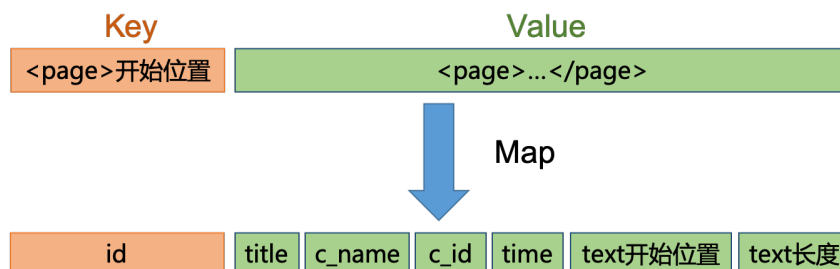 Key Value
<page>开始位置 <page>...</page>
Map
id title c_name c_id time text开始位置 text长度